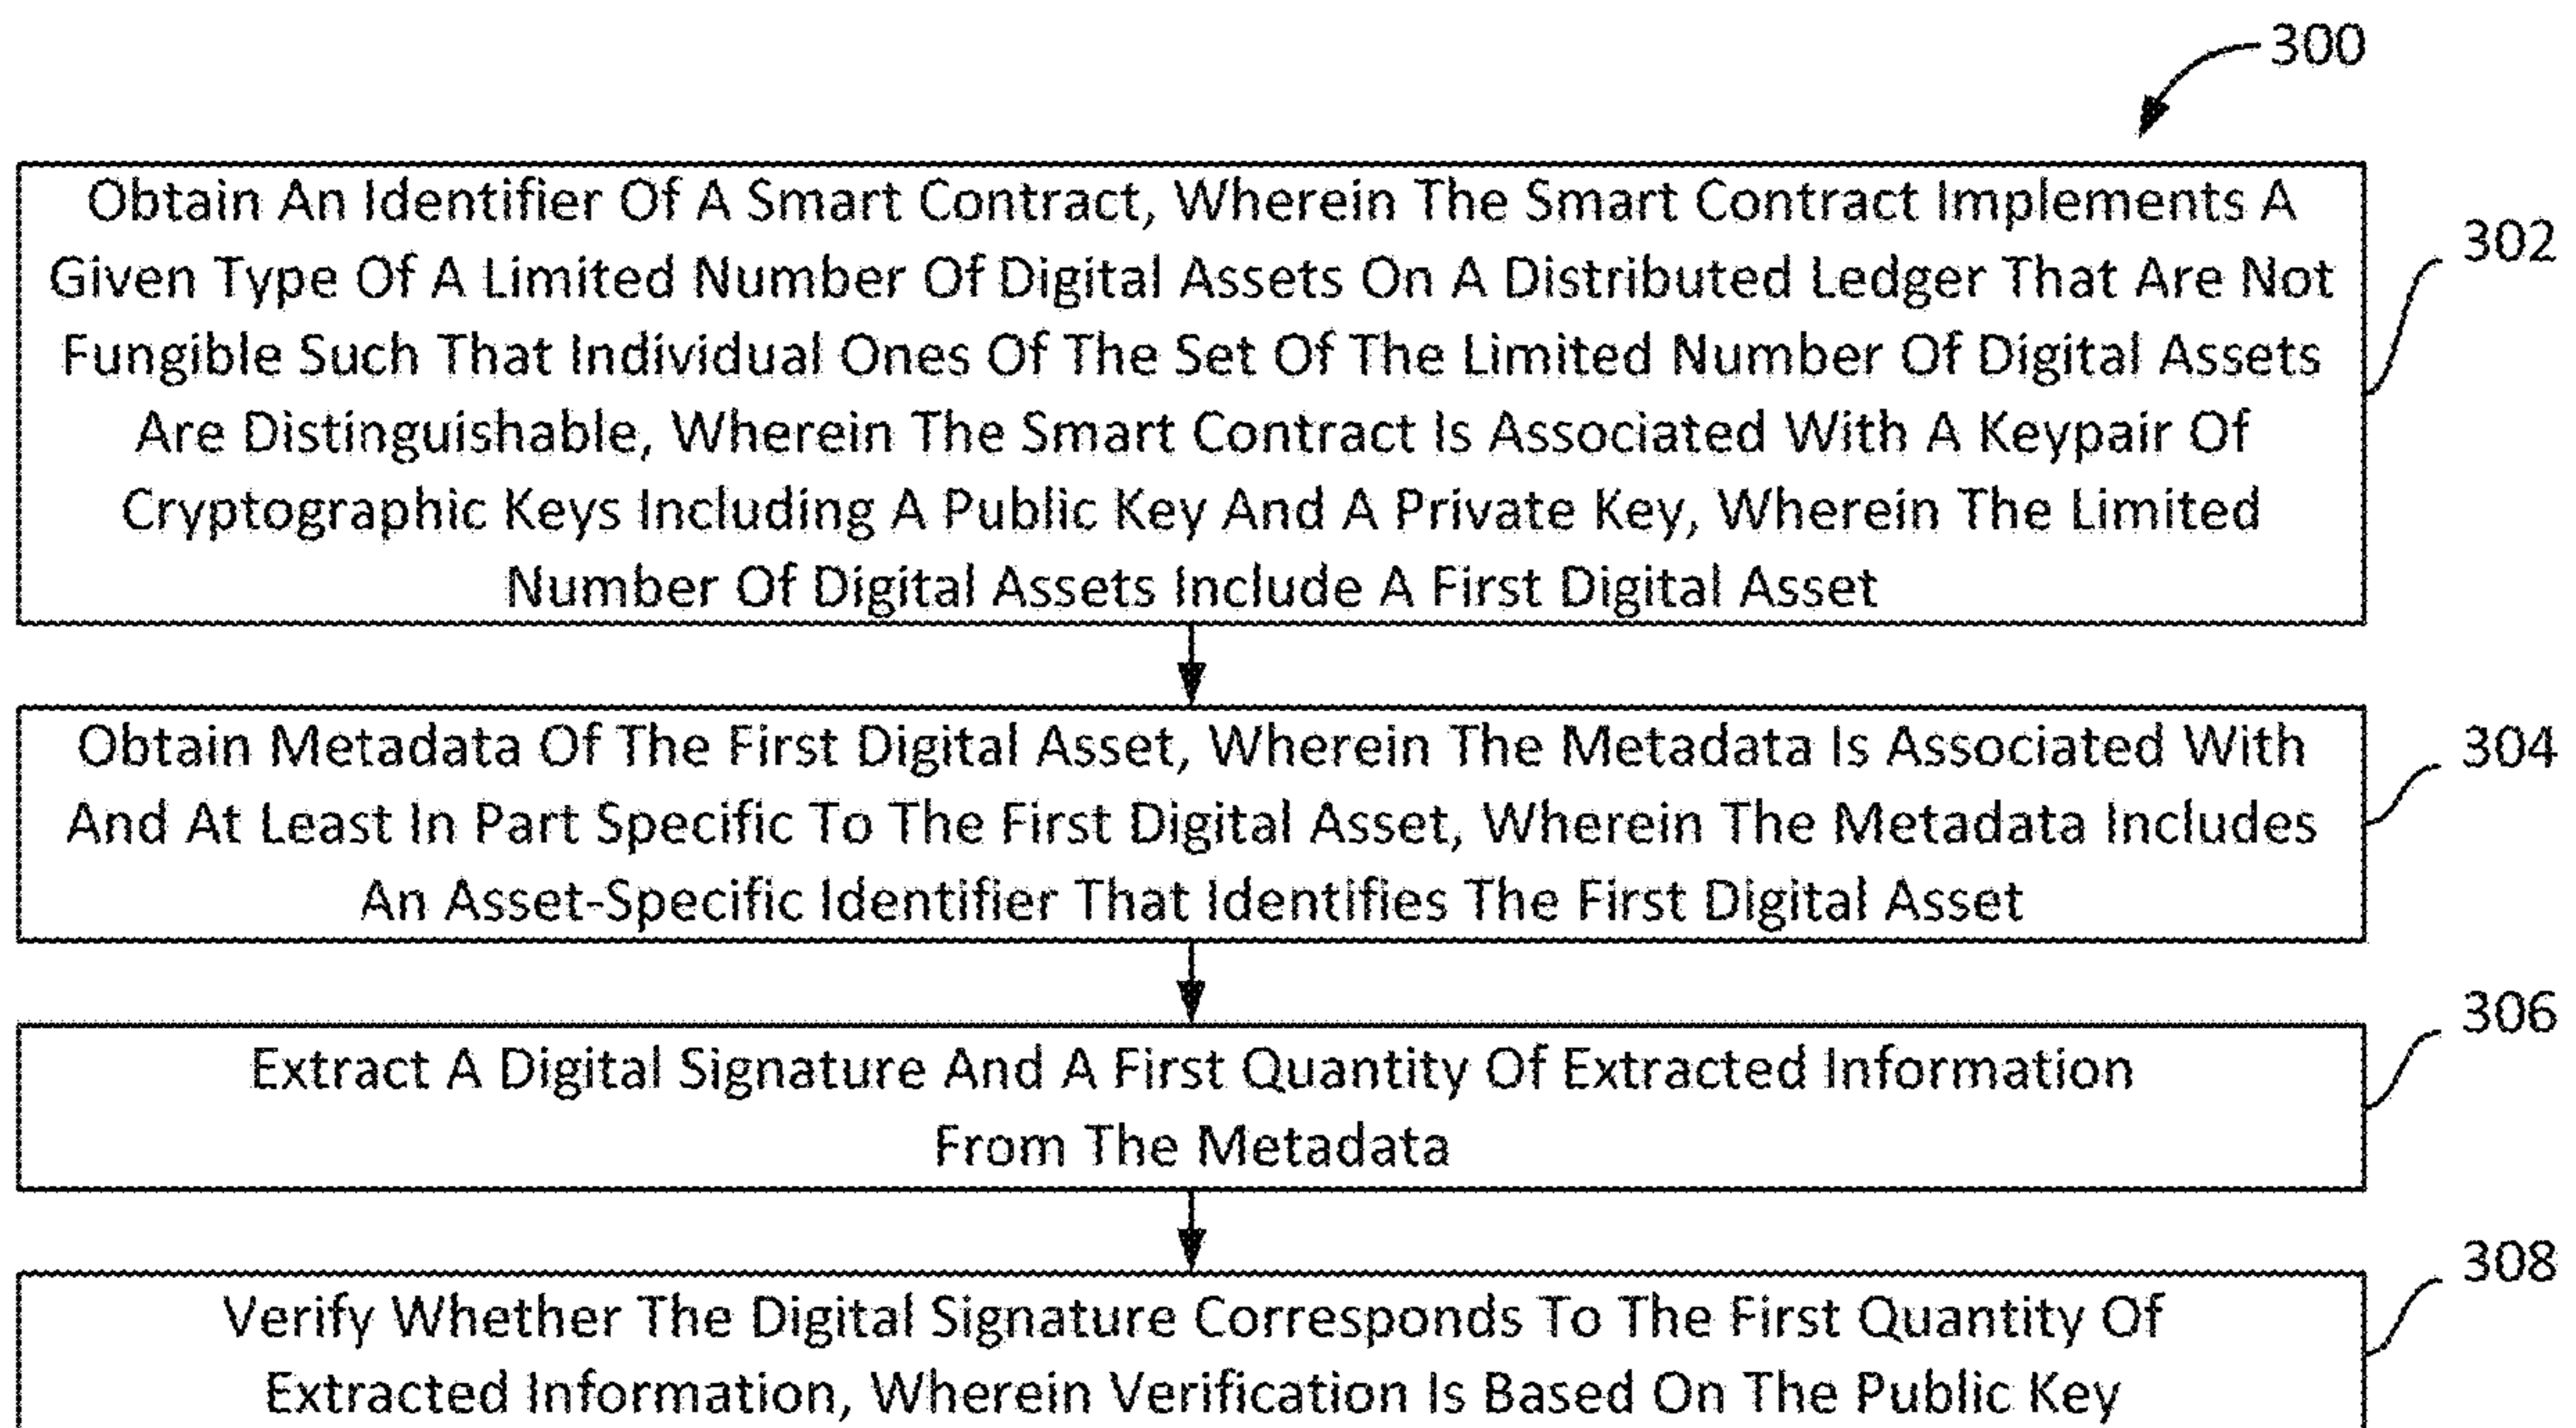 300
Obtain An Identifier Of A Smart Contract, Wherein The Smart Contract Implements A
302
Given Type Of A Limited Number Of Digital Assets On A Distributed Ledger That Are Not
Fungible Such That Individual Ones Of The Set Of The Limited Number Of Digital Assets
Are Distinguishable, Wherein The Smart Contract Is Associated With A Keypair Of
Cryptographic Keys Including A Public Key And A Private Key, Wherein The Limited
Number Of Digital Assets Include A First Digital Asset
Obtain Metadata Of The First Digital Asset, Wherein The Metadata Is Associated With
304
And At Least In Part Specific To The First Digital Asset, Wherein The Metadata Includes
An Asset-Specific Identifier That Identifies The First Digital Asset
306
Extract A Digital Signature And A First Quantity Of Extracted Information
From The Metadata
308
Verify Whether The Digital Signature Corresponds To The First Quantity Of
Extracted Information, Wherein Verification Is Based On The Public Key